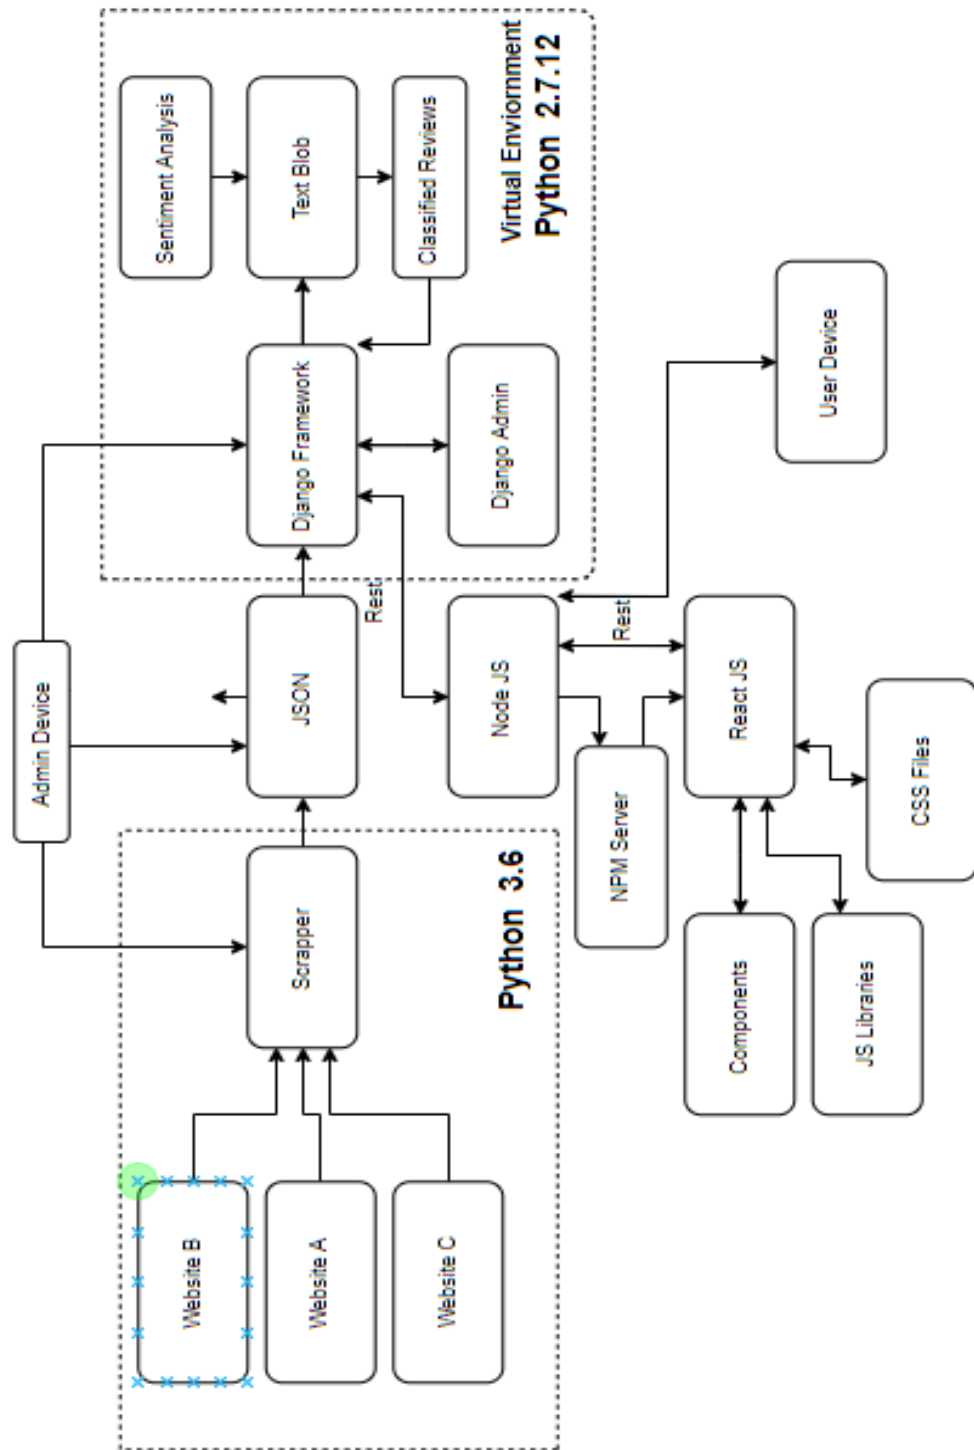 Admin Device
Website B
Website A
Website C
Scrapper
Python 3.6
JSON
Rest
Django Framework
Django Admin
Sentiment Analysis
Text Blob
Classified Reviews
Virtual Enviornment
Python 2.7.12
Node JS
NPM Server
Rest
React JS
Components
JS Libraries
CSS Files
User Device